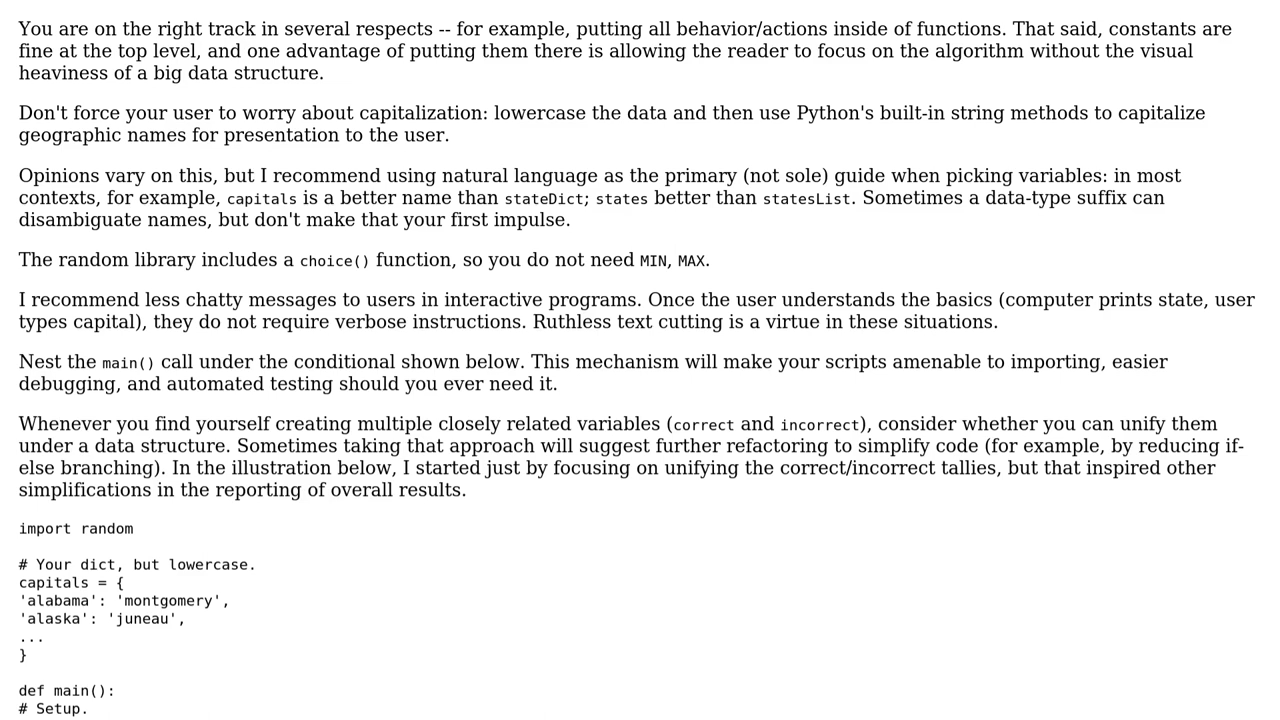 You are on the right track in several respects -- for example, putting all behavior/actions inside of functions. That said, constants are
fine at the top level, and one advantage of putting them there is allowing the reader to focus on the algorithm without the visual
heaviness of a big data structure.
Don't force your user to worry about capitalization: lowercase the data and then use Python's built-in string methods to capitalize
geographic names for presentation to the user.
Opinions vary on this, but I recommend using natural language as the primary (not sole) guide when picking variables: in most
contexts, for example, capitals is a better name than stateDict; states better than statesList. Sometimes a data-type suffix can
disambiguate names, but don't make that your first impulse.
The random library includes a choice() function, so you do not need MIN, MAX.
I recommend less chatty messages to users in interactive programs. Once the user understands the basics (computer prints state, user
types capital), they do not require verbose instructions. Ruthless text cutting is a virtue in these situations.
Nest the main() call under the conditional shown below. This mechanism will make your scripts amenable to importing, easier
debugging, and automated testing should you ever need it.
Whenever you find yourself creating multiple closely related variables (correct and incorrect), consider whether you can unify them
under a data structure. Sometimes taking that approach will suggest further refactoring to simplify code (for example, by reducing if-
else branching). In the illustration below, I started just by focusing on unifying the correct/incorrect tallies, but that inspired other
simplifications in the reporting of overall results.
import random
# Your dict, but lowercase.
capitals = {
'alabama': 'montgomery',
'alaska': 'juneau',
...
}
def main():
# Setup.